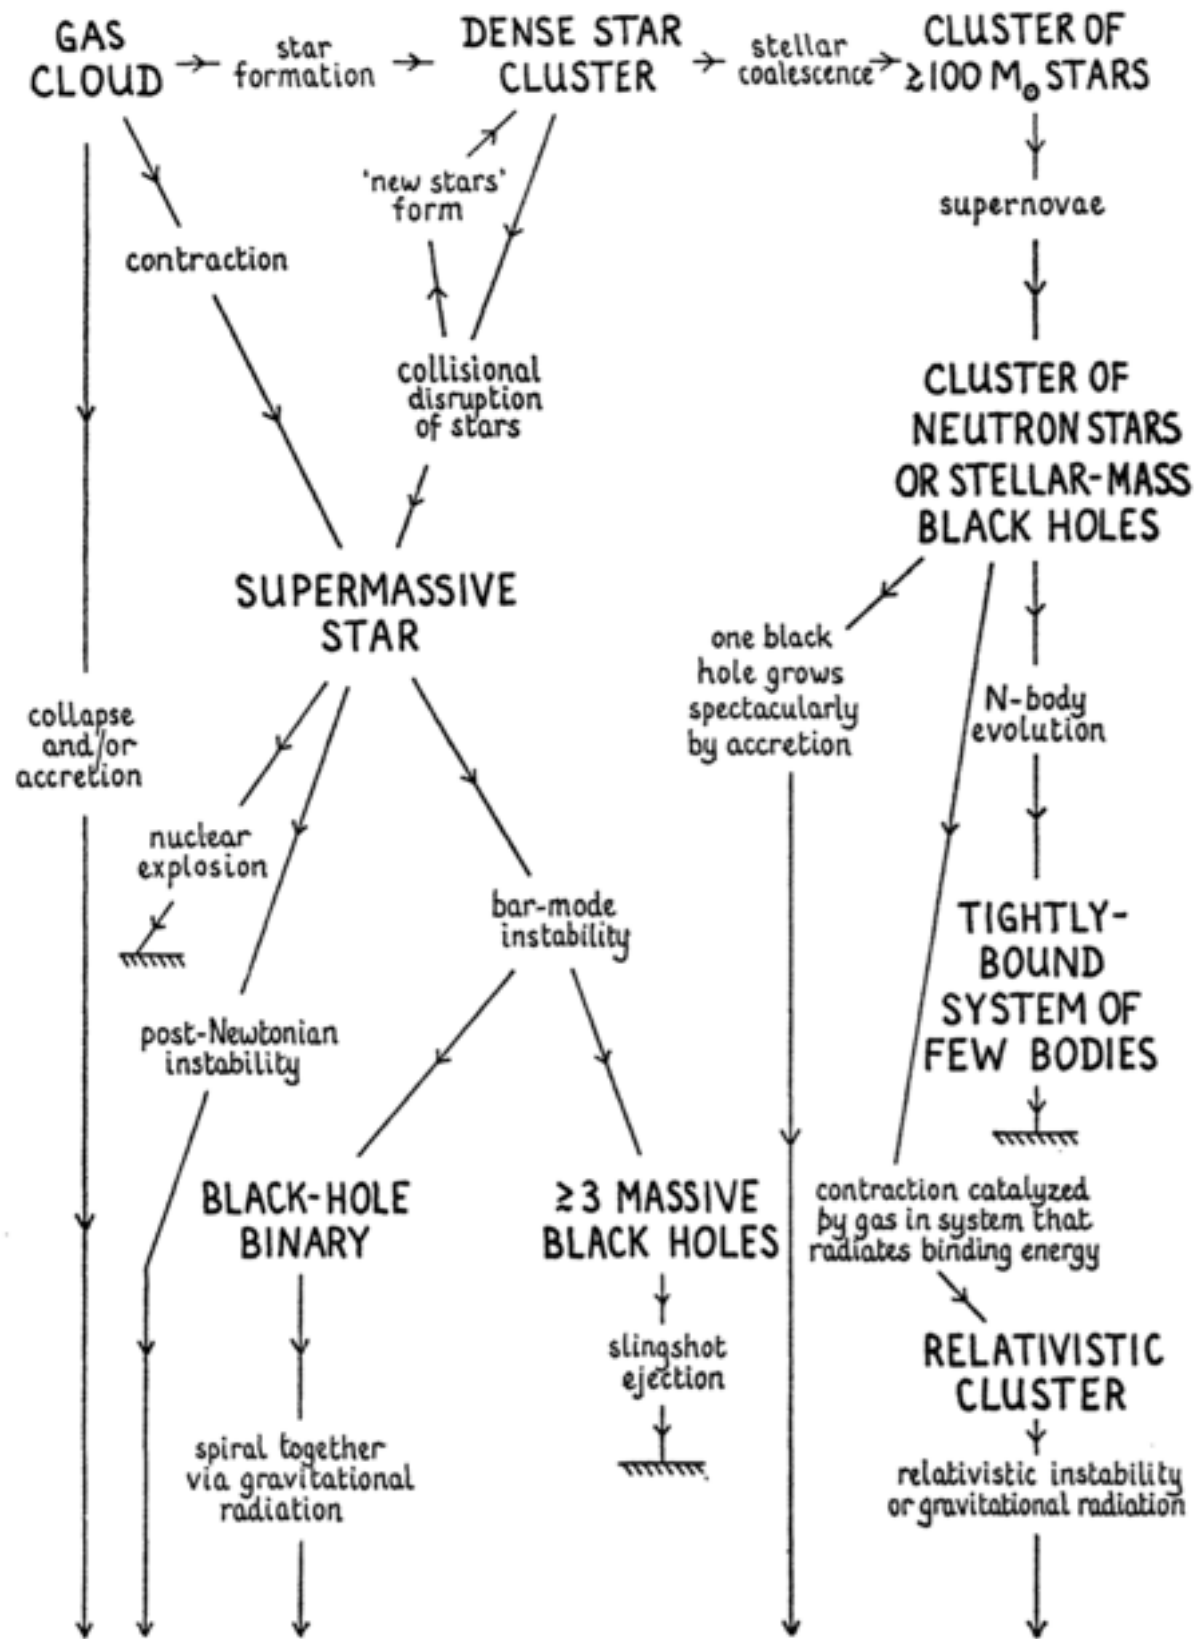 GAS
CLOUD
star
formation
DENSE STAR
CLUSTER
stellar
coalescence
CLUSTER OF
≥100 M⊙ STARS
'new stars'
form
supernovae
contraction
collisional
disruption
of stars
CLUSTER OF
NEUTRON STARS
OR STELLAR-MASS
BLACK HOLES
SUPERMASSIVE
STAR
one black
hole grows
spectacularly
by accretion
N-body
evolution
collapse
and/or
accretion
nuclear
explosion
bar-mode
instability
TIGHTLY-
BOUND
SYSTEM OF
FEW BODIES
post-Newtonian
instability
BLACK-HOLE
BINARY
≥3 MASSIVE
BLACK HOLES
contraction catalyzed
by gas in system that
radiates binding energy
slingshot
ejection
RELATIVISTIC
CLUSTER
spiral together
via gravitational
radiation
relativistic instability
or gravitational radiation